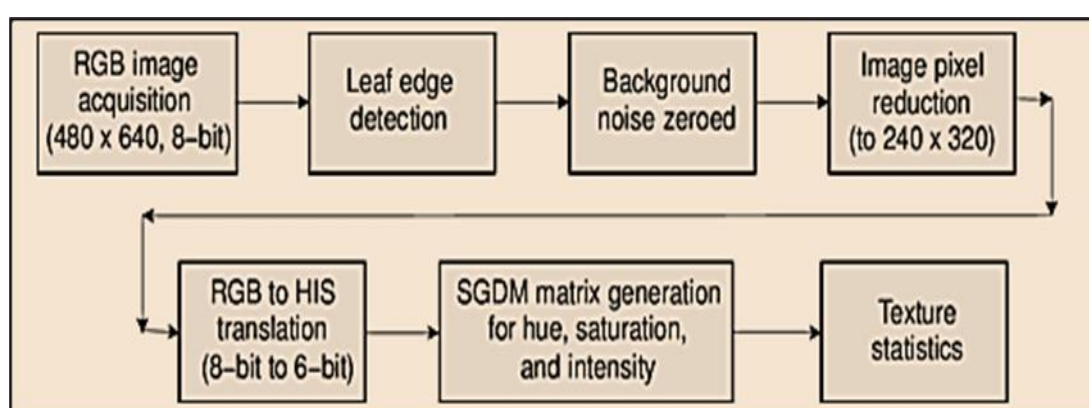 RGB image
acquisition
(480 x 640, 8-bit)
Leaf edge
detection
Background
noise zeroed
Image pixel
reduction
(to 240 x 320)
RGB to HIS
translation
(8-bit to 6-bit)
SGDM matrix generation
for hue, saturation,
and intensity
Texture
statistics